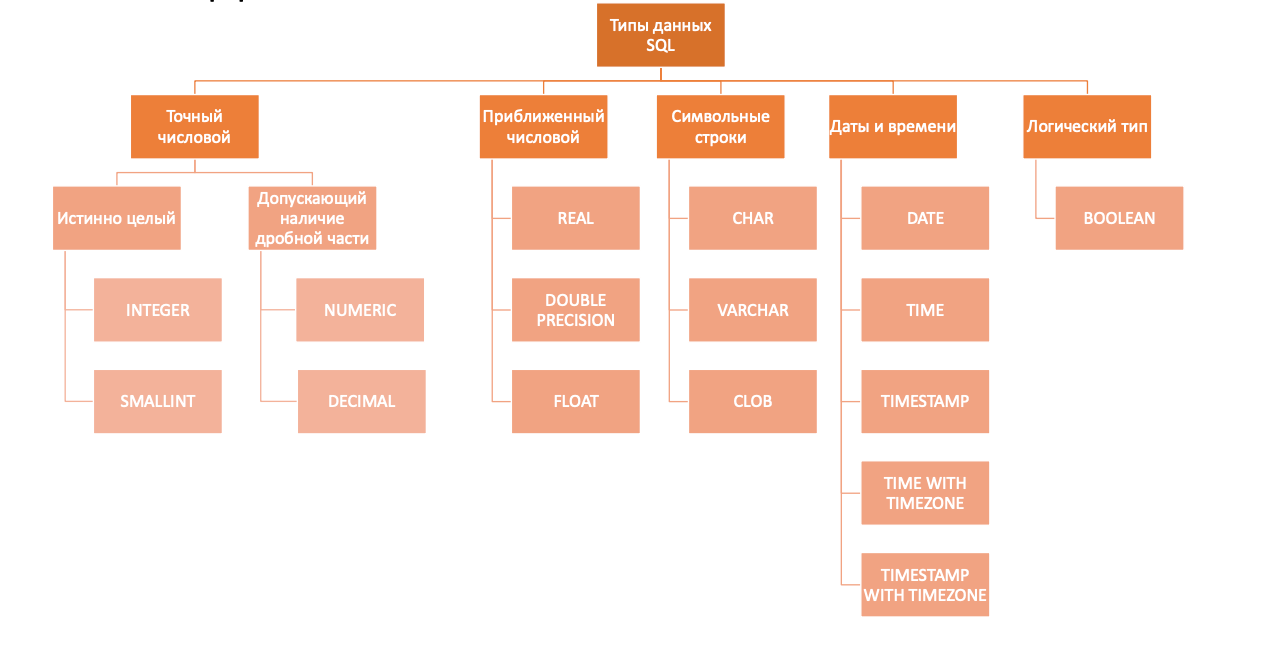 Типы данных
SQL
Точный
числовой
Приближенный
числовой
Символьные
строки
Даты и времени
Логический тип
Истинно целый
Допускающий
наличие
дробной части
INTEGER
SMALLINT
NUMERIC
DECIMAL
REAL
DOUBLE
PRECISION
FLOAT
CHAR
VARCHAR
CLOB
DATE
TIME
TIMESTAMP
TIME WITH
TIMEZONE
TIMESTAMP
WITH TIMEZONE
BOOLEAN